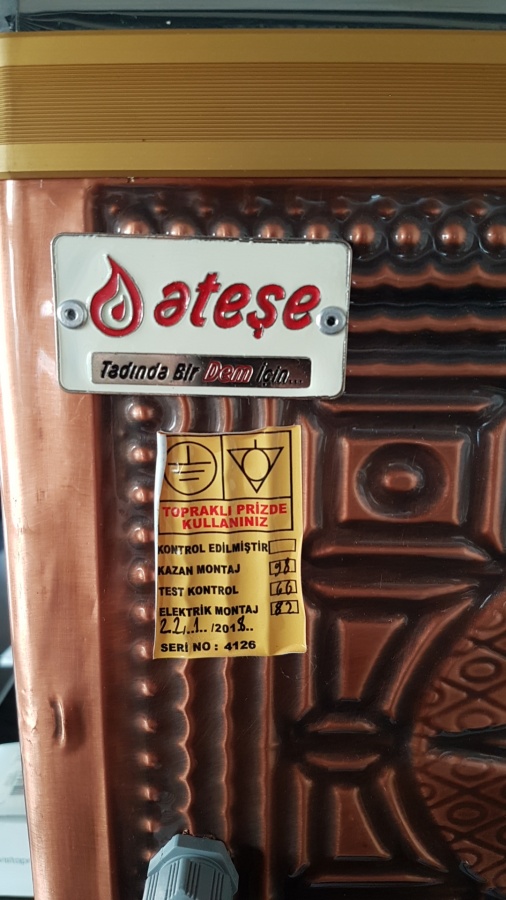 ateşe
Tadında Bir Dem İçin...
TOPRAKLI PRİZDE
KULLANINIZ
KONTROL EDİLMİŞTİR
KAZAN MONTAJ 98
TEST KONTROL 66
ELEKTRİK MONTAJ 82
22..1../2018..
SERİ NO : 4126